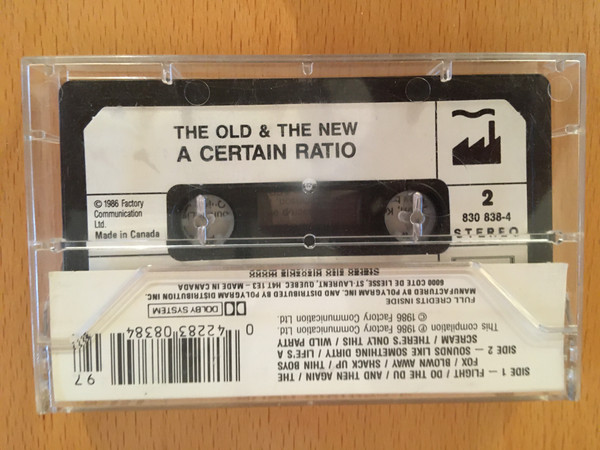 THE OLD & THE NEW
A CERTAIN RATIO
© 1986 Factory
Communication
Ltd.
Made in Canada
2
830 838-4
STEREO
SIDE 1 — FLIGHT / DO THE DU / AND THEN AGAIN / THE
FOX / BLOWN AWAY / SHACK UP / THIN BOYS
SIDE 2 — SOUNDS LIKE SOMETHING DIRTY / LIFE'S A
SCREAM / THERE'S ONLY THIS / WILD PARTY
This compilation ℗ 1986 Factory Communication Ltd.
© 1986 Factory Communication Ltd.
FULL CREDITS INSIDE
MANUFACTURED BY POLYGRAM INC. AND DISTRIBUTED BY POLYGRAM DISTRIBUTION INC.
6000 COTE DE LIESSE, ST. LAURENT, QUEBEC, H4T 1E3 - MADE IN CANADA
97
0 42283 08384
DOLBY SYSTEM